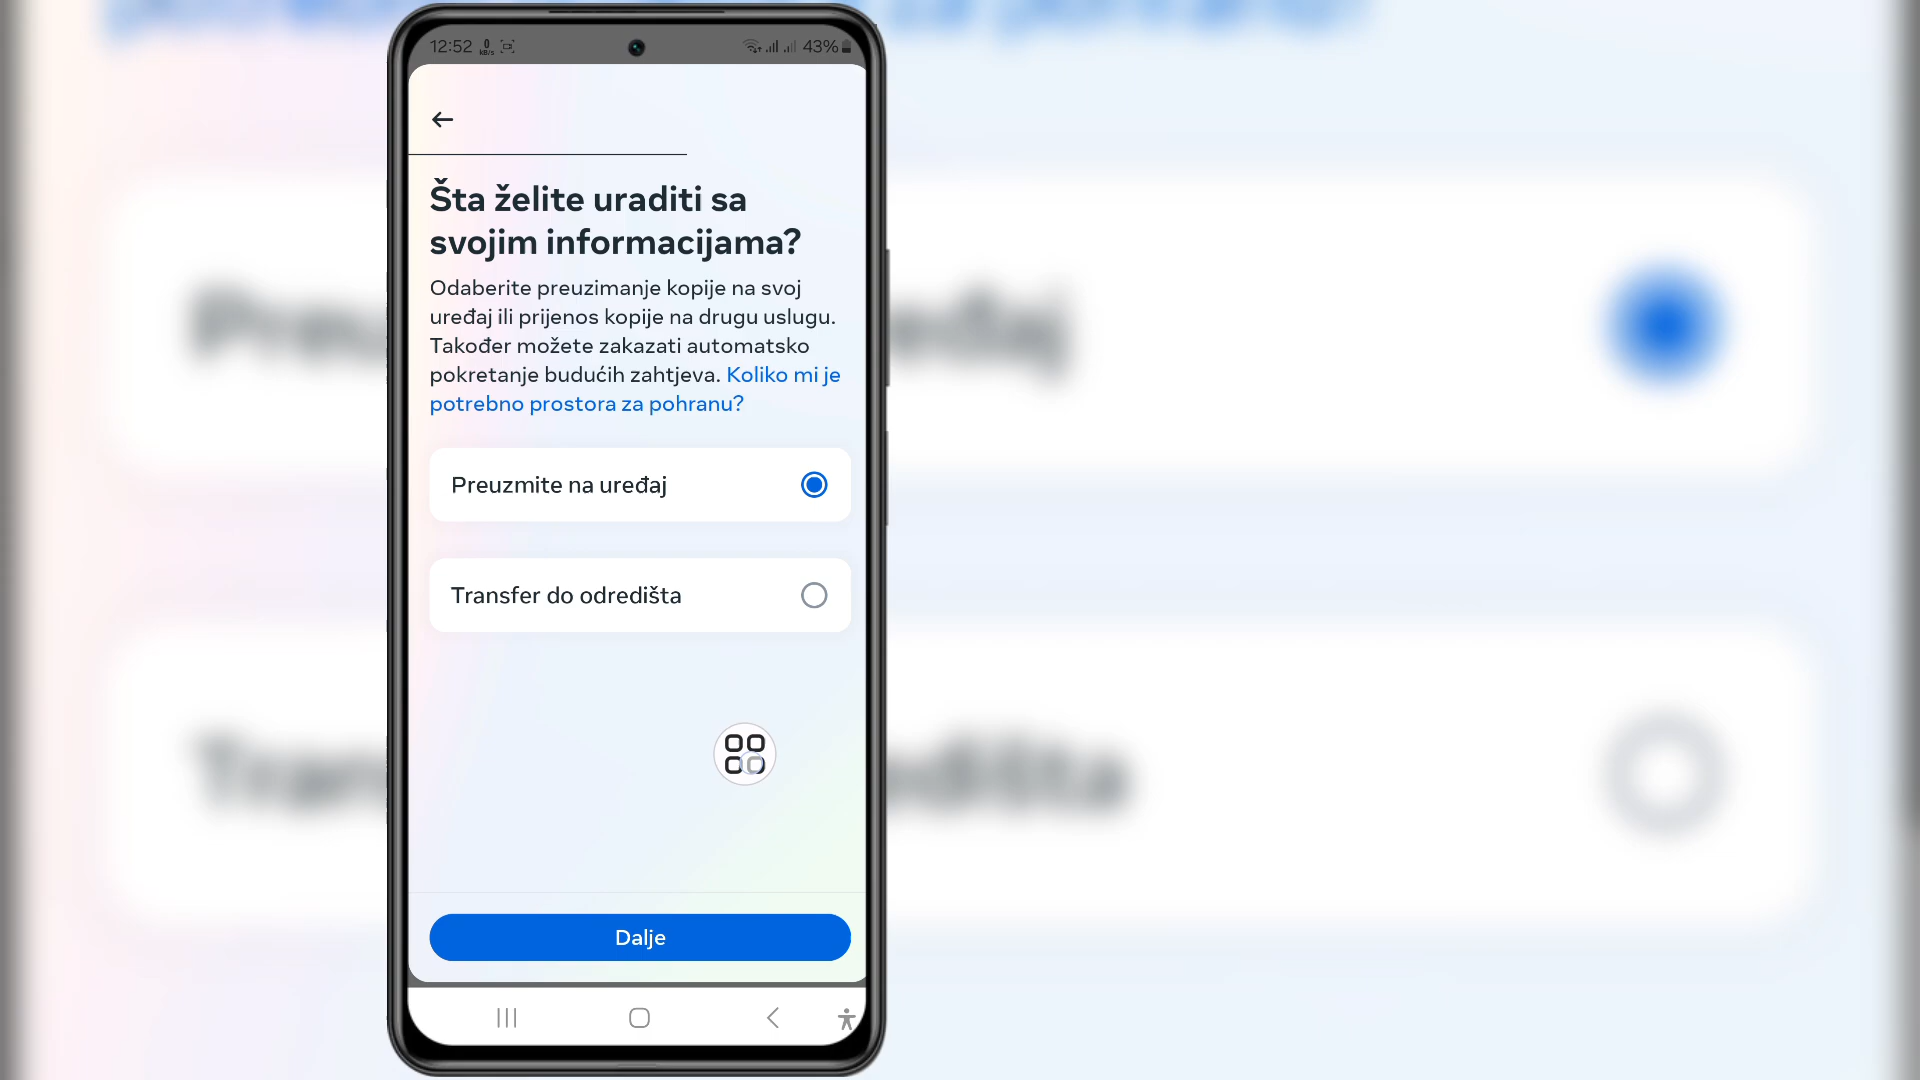 12:52 0 KB/s 43%
Šta želite uraditi sa
svojim informacijama?
Odaberite preuzimanje kopije na svoj
uređaj ili prijenos kopije na drugu uslugu.
Također možete zakazati automatsko
pokretanje budućih zahtjeva. Koliko mi je
potrebno prostora za pohranu?
Preuzmite na uređaj
Transfer do odredišta
Dalje